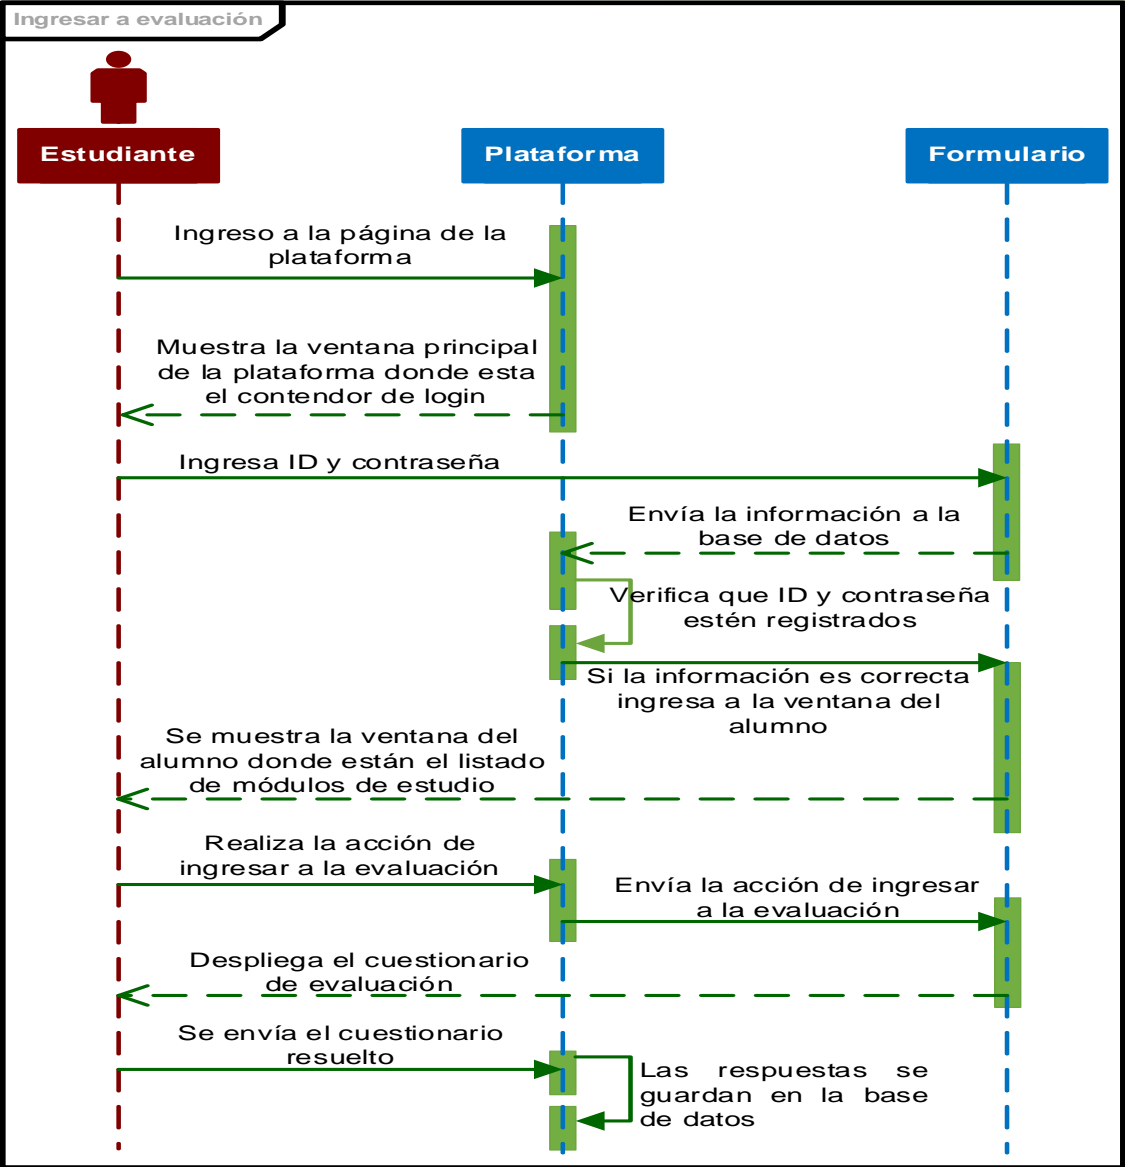 Ingresar a evaluación
Estudiante
Plataforma
Formulario
Ingreso a la página de la
plataforma
Muestra la ventana principal
de la plataforma donde esta
el contendor de login
Ingresa ID y contraseña
Envía la información a la
base de datos
Verifica que ID y contraseña
estén registrados
Si la información es correcta
ingresa a la ventana del
alumno
Se muestra la ventana del
alumno donde están el listado
de módulos de estudio
Realiza la acción de
ingresar a la evaluación
Envía la acción de ingresar
a la evaluación
Despliega el cuestionario
de evaluación
Se envía el cuestionario
resuelto
Las respuestas se
guardan en la base
de datos